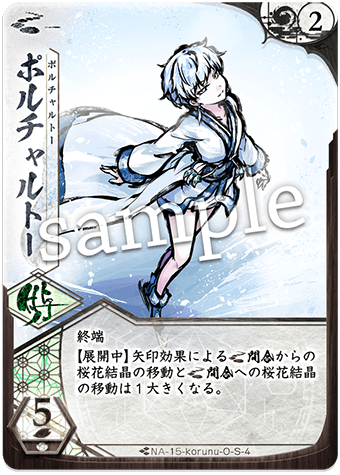 2
ポルチャルトー
ポルチャルトー
sample
付与
終端
【展開中】矢印効果による間合からの
桜花結晶の移動と間合への桜花結晶
の移動は１大きくなる。
5
NA-15-korunu-O-S-4